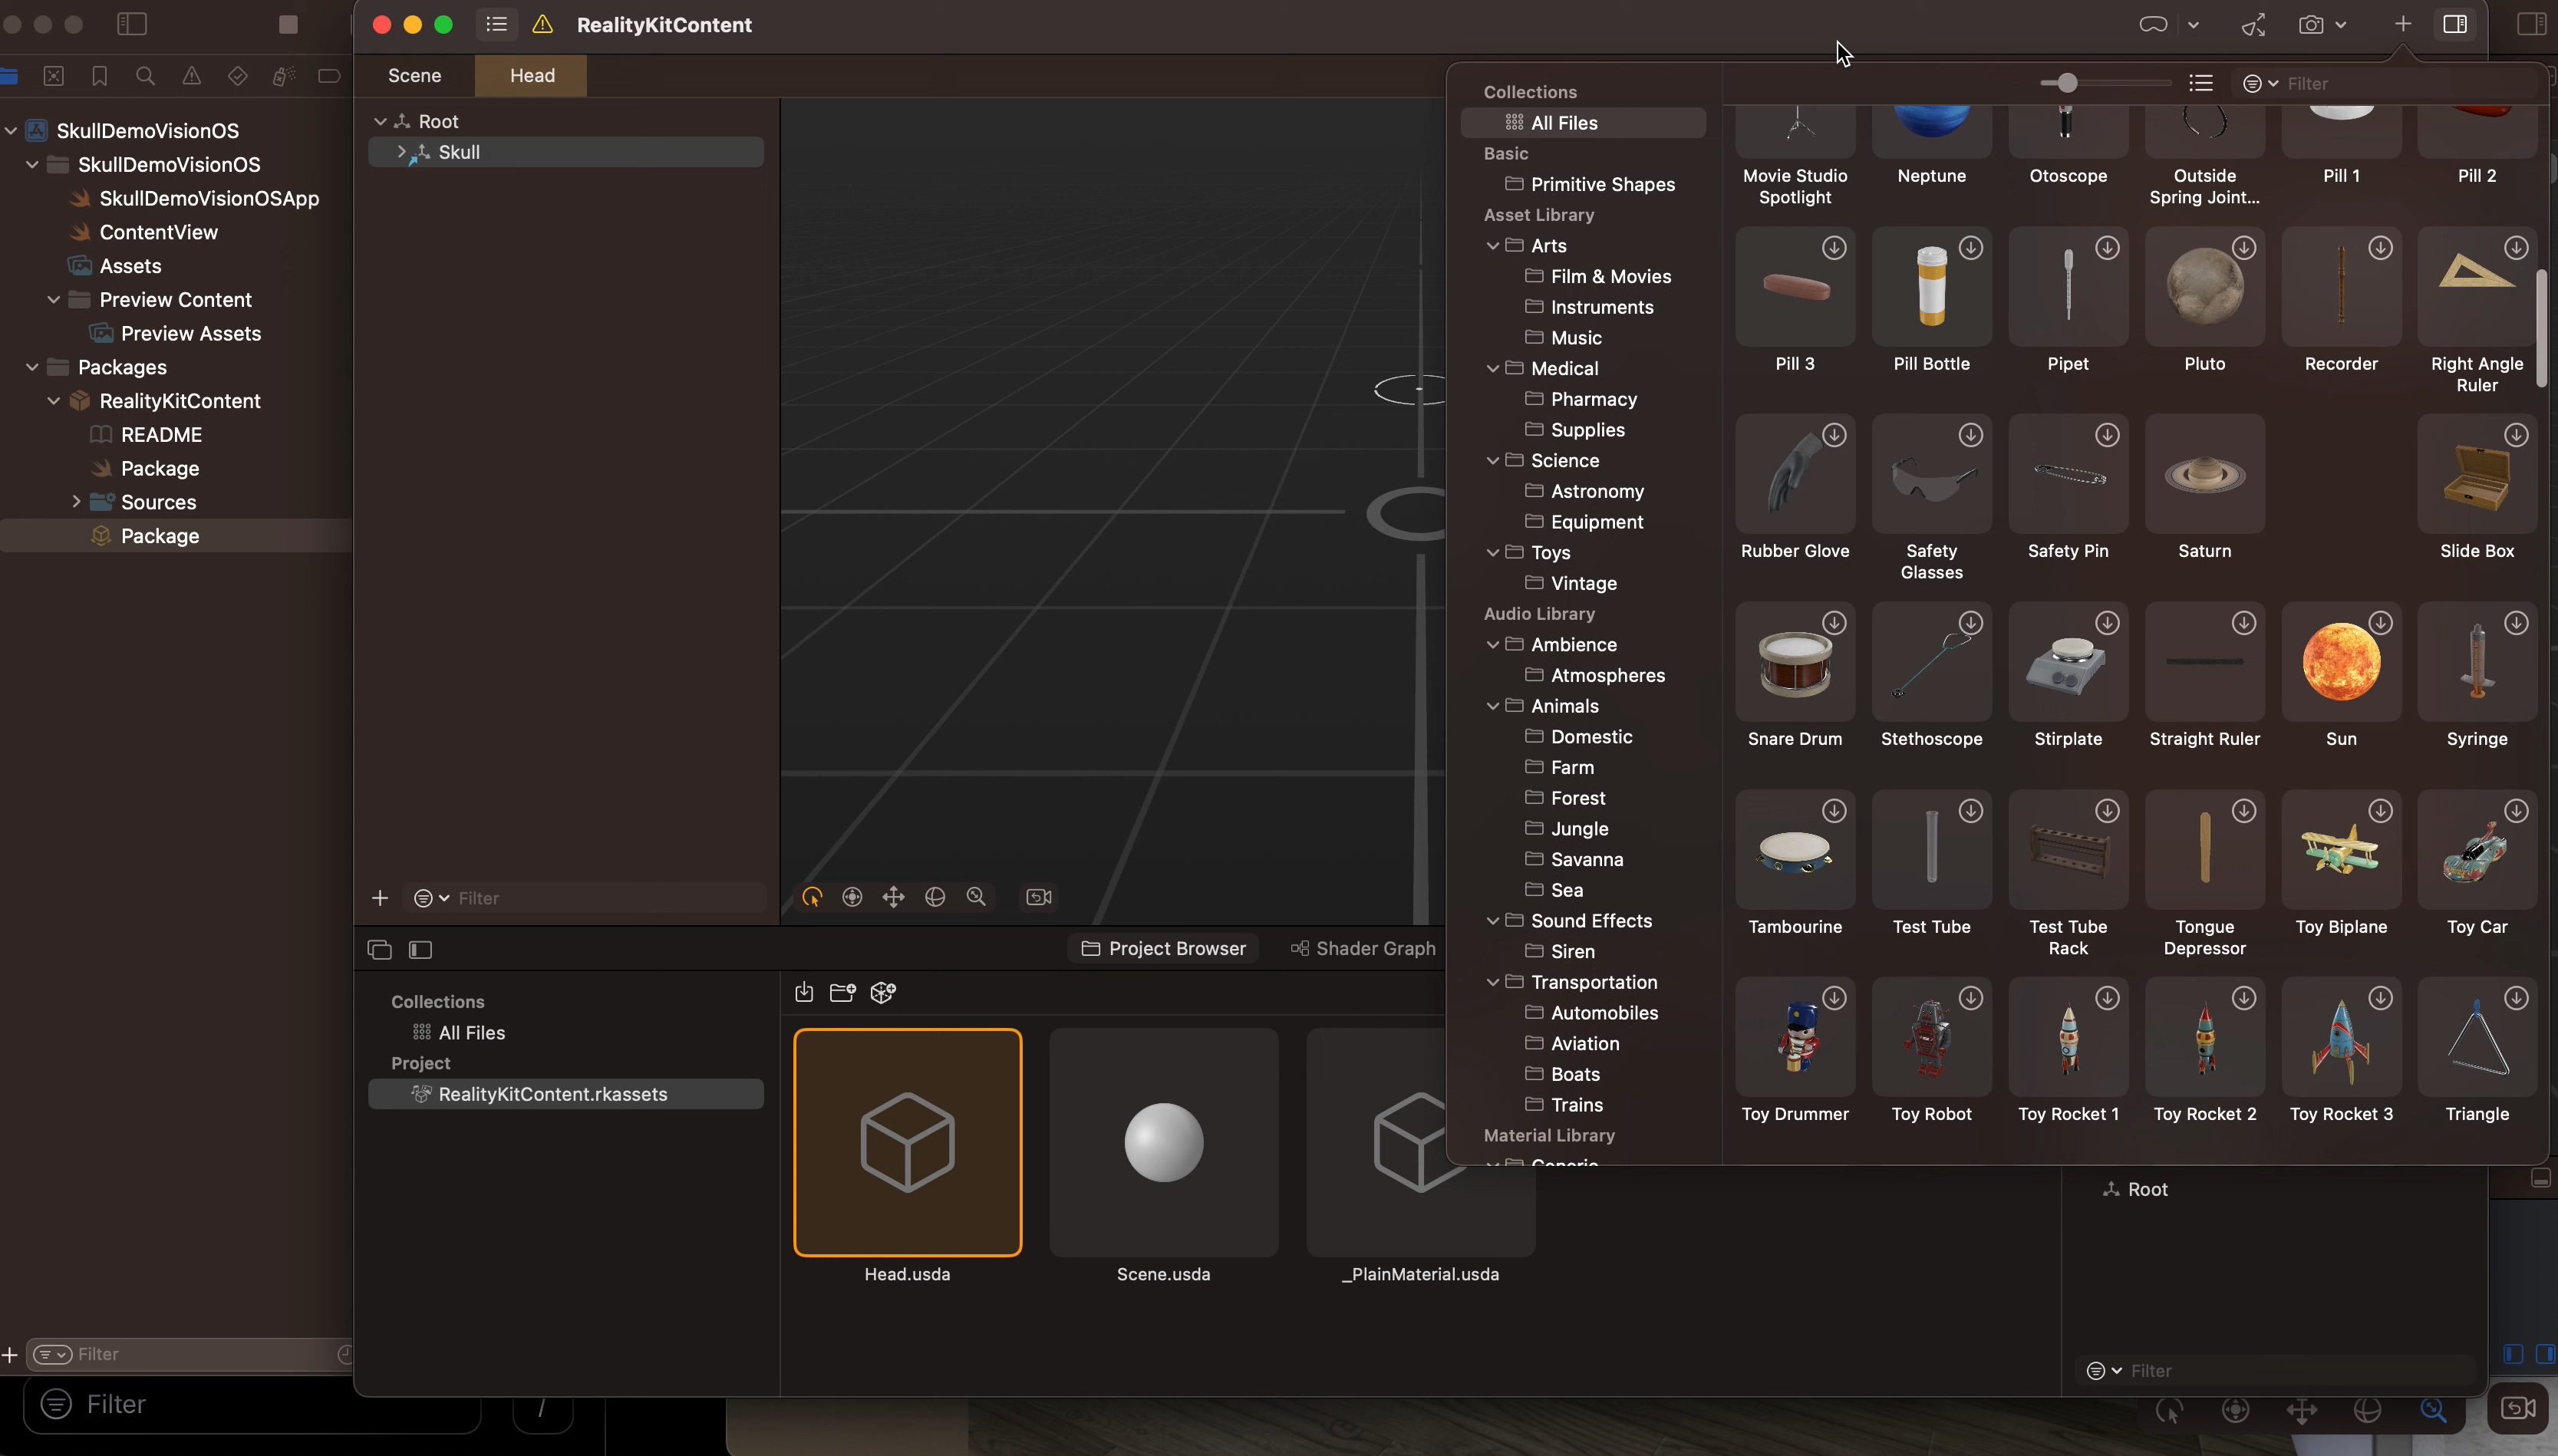 RealityKitContent
Scene
Head
Root
Skull
SkullDemoVisionOS
SkullDemoVisionOS
SkullDemoVisionOSApp
ContentView
Assets
Preview Content
Preview Assets
Packages
RealityKitContent
README
Package
Sources
Package
Filter
Filter
Filter
Project Browser
Shader Graph
Collections
All Files
Project
RealityKitContent.rkassets
Head.usda
Scene.usda
_PlainMaterial.usda
Root
Filter
Collections
All Files
Basic
Primitive Shapes
Asset Library
Arts
Film & Movies
Instruments
Music
Medical
Pharmacy
Supplies
Science
Astronomy
Equipment
Toys
Vintage
Audio Library
Ambience
Atmospheres
Animals
Domestic
Farm
Forest
Jungle
Savanna
Sea
Sound Effects
Siren
Transportation
Automobiles
Aviation
Boats
Trains
Material Library
Generic
Filter
Movie Studio
Spotlight
Neptune
Otoscope
Outside
Spring Joint...
Pill 1
Pill 2
Pill 3
Pill Bottle
Pipet
Pluto
Recorder
Right Angle
Ruler
Rubber Glove
Safety
Glasses
Safety Pin
Saturn
Slide Box
Snare Drum
Stethoscope
Stirplate
Straight Ruler
Sun
Syringe
Tambourine
Test Tube
Test Tube
Rack
Tongue
Depressor
Toy Biplane
Toy Car
Toy Drummer
Toy Robot
Toy Rocket 1
Toy Rocket 2
Toy Rocket 3
Triangle